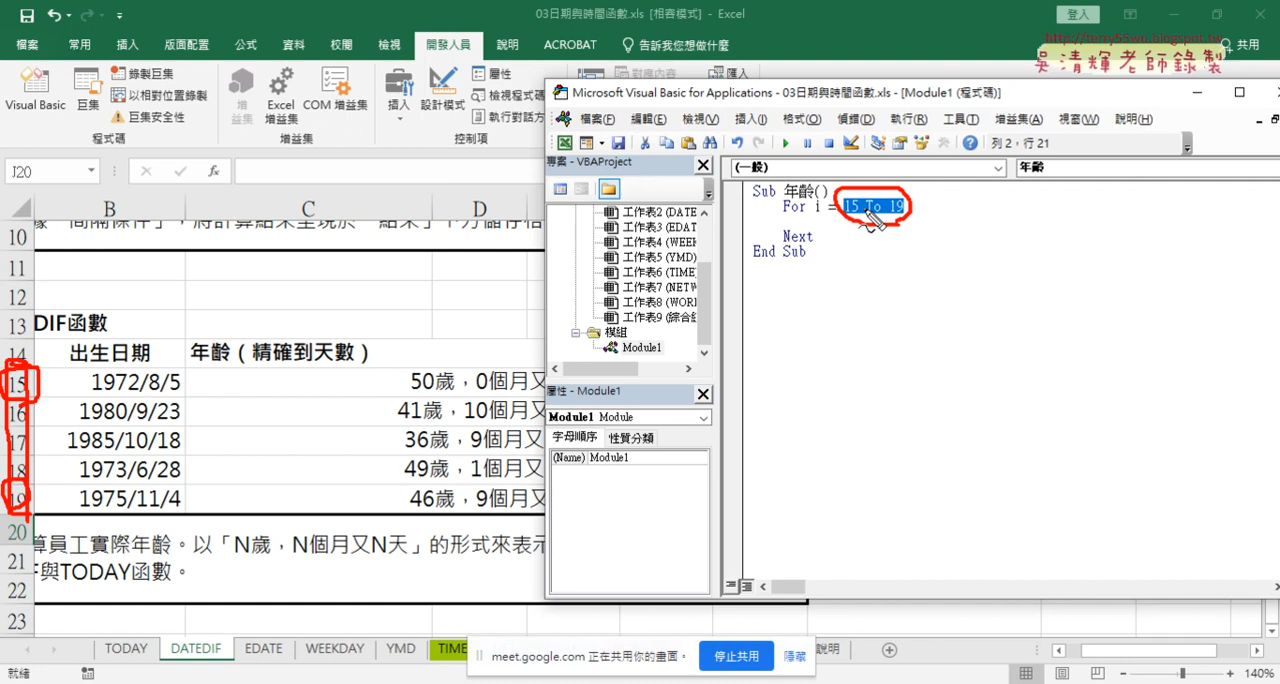 03日期與時間函數.xls [相容模式] - Excel
登入
檔案 常用 插入 版面配置 公式 資料 校閱 檢視 開發人員 說明 ACROBAT 告訴我您想做什麼 共用
http://terry55wu.blogspot.tw
吳清輝老師錄製
Visual Basic 巨集 錄製巨集 以相對位置錄製 巨集安全性
增益集 Excel 增益集 COM 增益集 插入 設計模式 屬性 檢視程式碼 執行對話方 對應內容 匯入
程式碼 增益集 控制項
J20 fx
B C D
10
11
12
13 DIF函數
14 出生日期 年齡（精確到天數）
15 1972/8/5 50歲，0個月又
16 1980/9/23 41歲，10個月又
17 1985/10/18 36歲，9個月又
18 1973/6/28 49歲，1個月又
19 1975/11/4 46歲，9個月又
20
21 算員工實際年齡。以「N歲，N個月又N天」的形式來表示
22 F與TODAY函數。
23
TODAY DATEDIF EDATE WEEKDAY YMD TIME 說明
meet.google.com 正在共用你的畫面。 停止共用 隱藏
就緒 140%
Microsoft Visual Basic for Applications - 03日期與時間函數.xls - [Module1 (程式碼)]
檔案(F) 編輯(E) 檢視(V) 插入(I) 格式(O) 偵錯(D) 執行(R) 工具(T) 增益集(A) 視窗(W) 說明(H)
列 2，行 21
專案 - VBAProject
工作表2 (DATE
工作表3 (EDAT
工作表4 (WEEK
工作表5 (YMD)
工作表6 (TIME)
工作表7 (NETW
工作表8 (WORK
工作表9 (綜合
模組
Module1
屬性 - Module1
Module1 Module
字母順序 性質分類
(Name) Module1
(一般) 年齡
Sub 年齡()
For i = 15 To 19
Next
End Sub